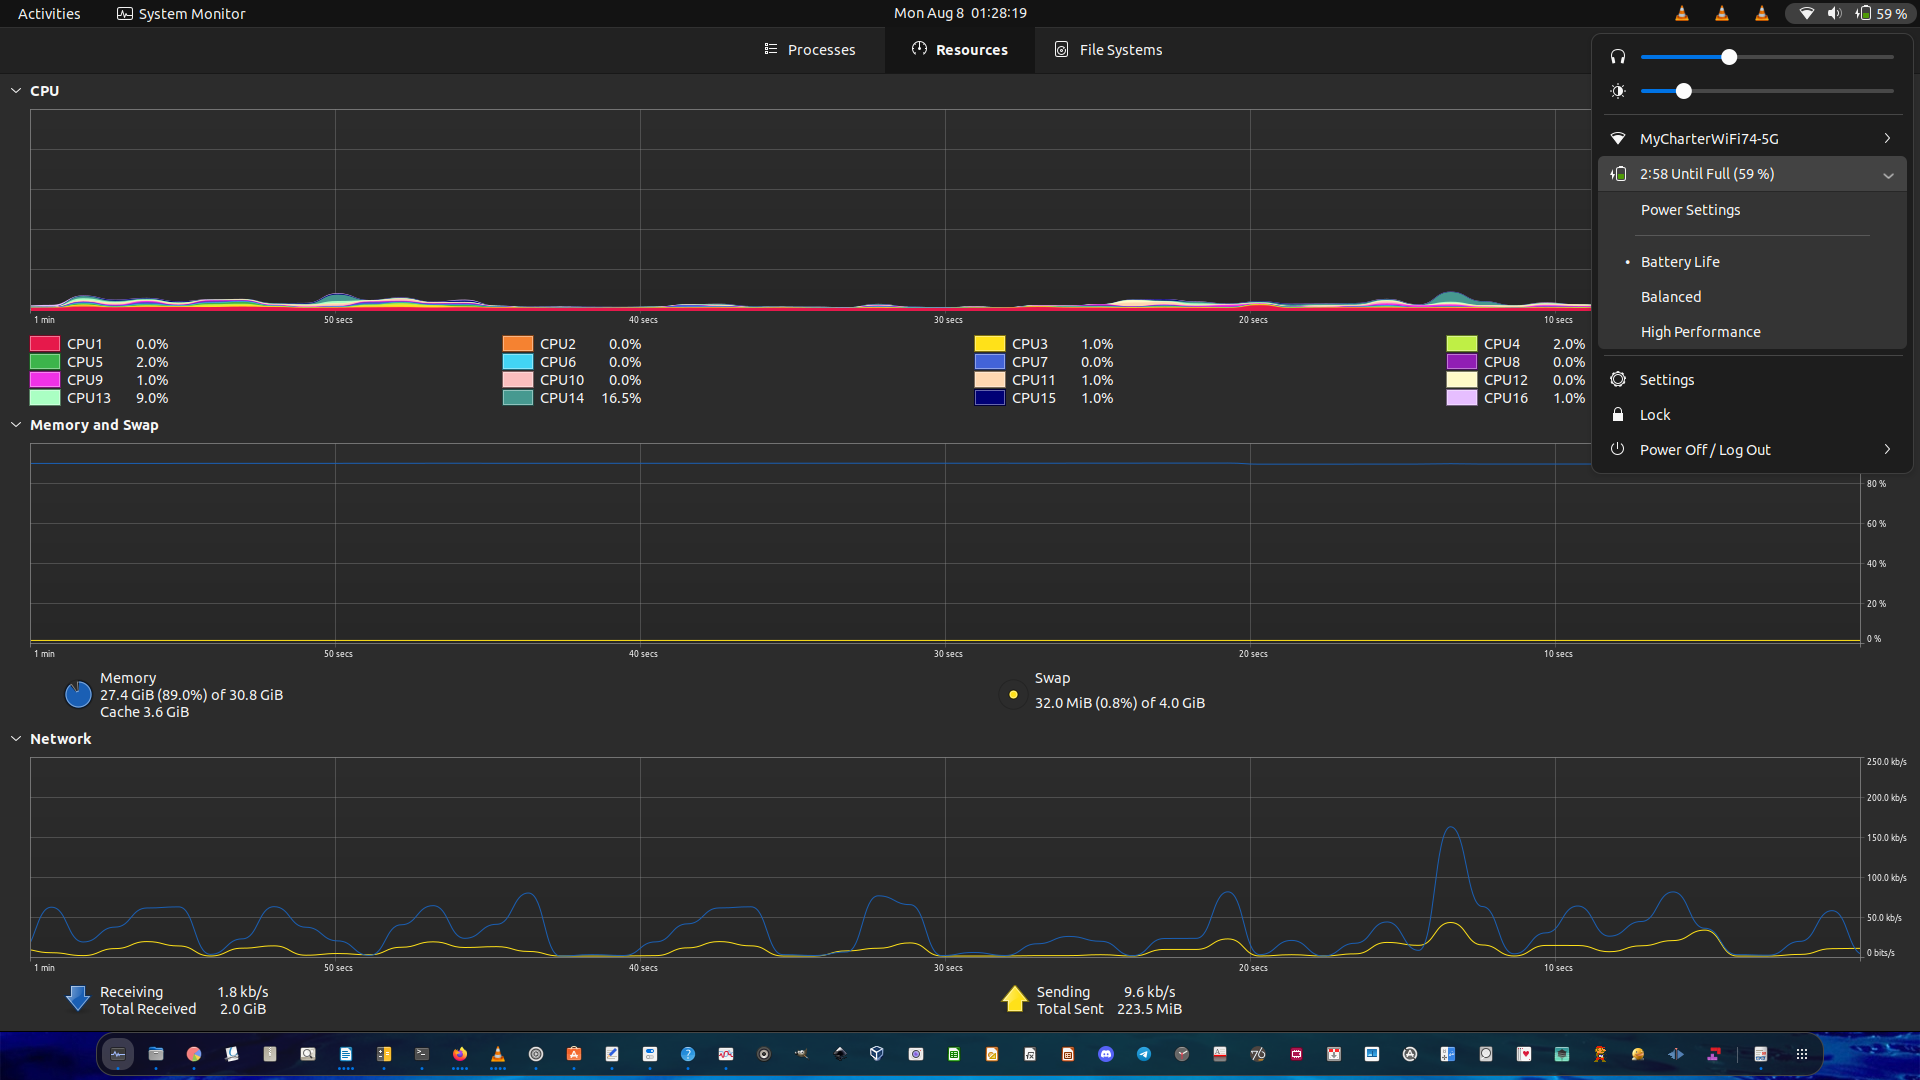 Activities
System Monitor
Mon Aug 8 01:28:19
59 %
Processes
Resources
File Systems
CPU
1 min
50 secs
40 secs
30 secs
20 secs
10 secs
CPU1 0.0%
CPU2 0.0%
CPU3 1.0%
CPU4 2.0%
CPU5 2.0%
CPU6 0.0%
CPU7 0.0%
CPU8 0.0%
CPU9 1.0%
CPU10 0.0%
CPU11 1.0%
CPU12 0.0%
CPU13 9.0%
CPU14 16.5%
CPU15 1.0%
CPU16 1.0%
MyCharterWiFi74-5G
2:58 Until Full (59 %)
Power Settings
• Battery Life
Balanced
High Performance
Settings
Lock
Power Off / Log Out
Memory and Swap
80 %
60 %
40 %
20 %
0 %
1 min
50 secs
40 secs
30 secs
20 secs
10 secs
Memory
27.4 GiB (89.0%) of 30.8 GiB
Cache 3.6 GiB
Swap
32.0 MiB (0.8%) of 4.0 GiB
Network
250.0 kb/s
200.0 kb/s
150.0 kb/s
100.0 kb/s
50.0 kb/s
0 bits/s
1 min
50 secs
40 secs
30 secs
20 secs
10 secs
Receiving 1.8 kb/s
Total Received 2.0 GiB
Sending 9.6 kb/s
Total Sent 223.5 MiB
76